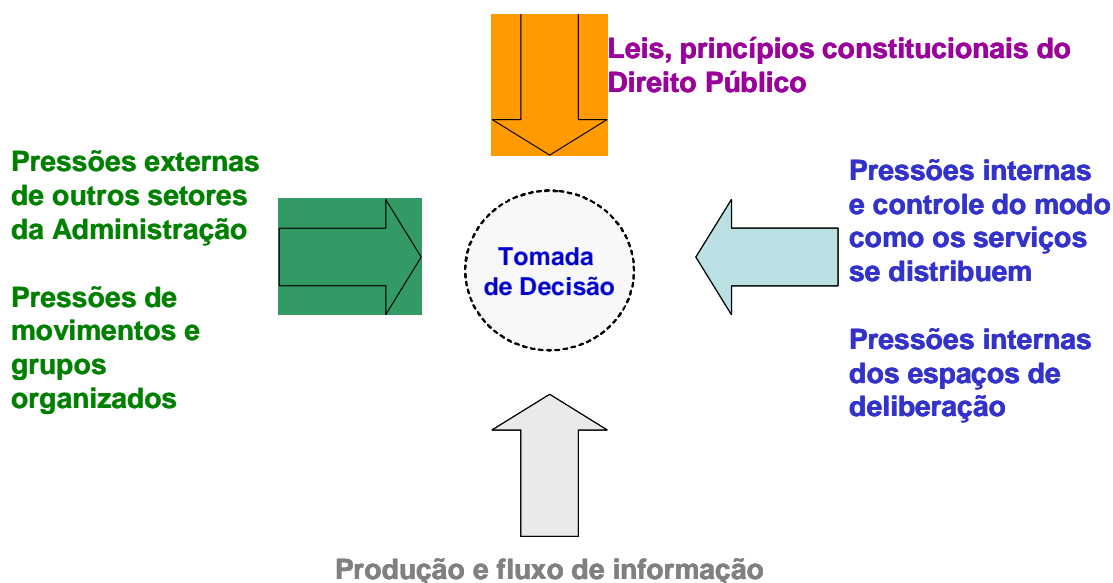 Leis, princípios constitucionais do
Direito Público
Pressões externas
de outros setores
da Administração
Pressões de
movimentos e
grupos
organizados
Tomada
de Decisão
Pressões internas
e controle do modo
como os serviços
se distribuem
Pressões internas
dos espaços de
deliberação
Produção e fluxo de informação